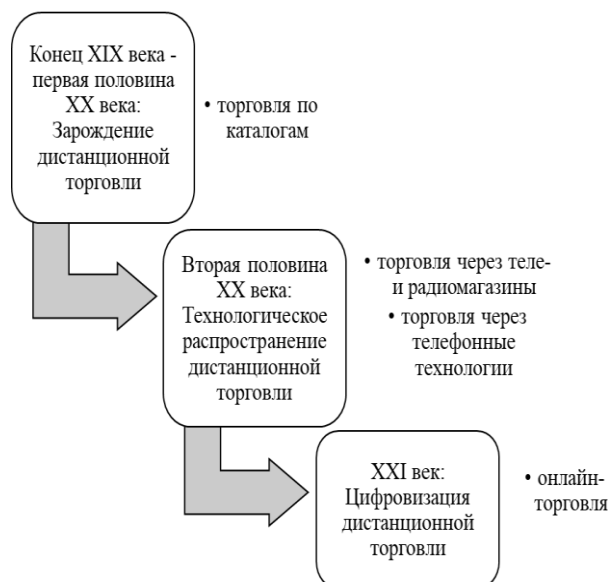 Конец XIX века -
первая половина
XX века:
Зарождение
дистанционной
торговли
• торговля по
каталогам
Вторая половина
XX века:
Технологическое
распространение
дистанционной
торговли
• торговля через теле-
и радиомагазины
• торговля через
телефонные
технологии
XXI век:
Цифровизация
дистанционной
торговли
• онлайн-
торговля